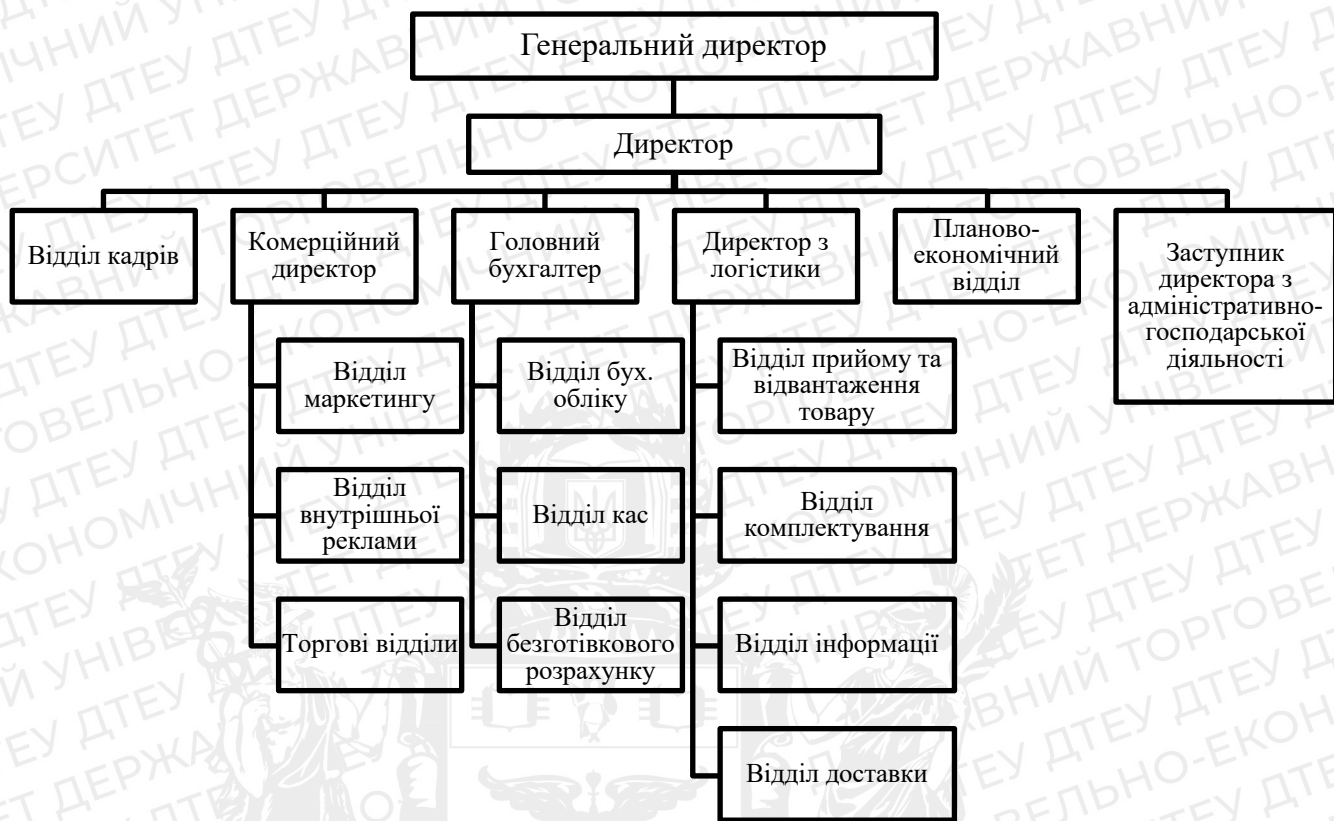 Генеральний директор
Директор
Відділ кадрів
Комерційний
директор
Головний
бухгалтер
Директор з
логістики
Планово-
економічний
відділ
Заступник
директора з
адміністративно-
господарської
діяльності
Відділ
маркетингу
Відділ
внутрішньої
реклами
Торгові відділи
Відділ бух.
обліку
Відділ кас
Відділ
безготівкового
розрахунку
Відділ прийому та
відвантаження
товару
Відділ
комплектування
Відділ інформації
Відділ доставки